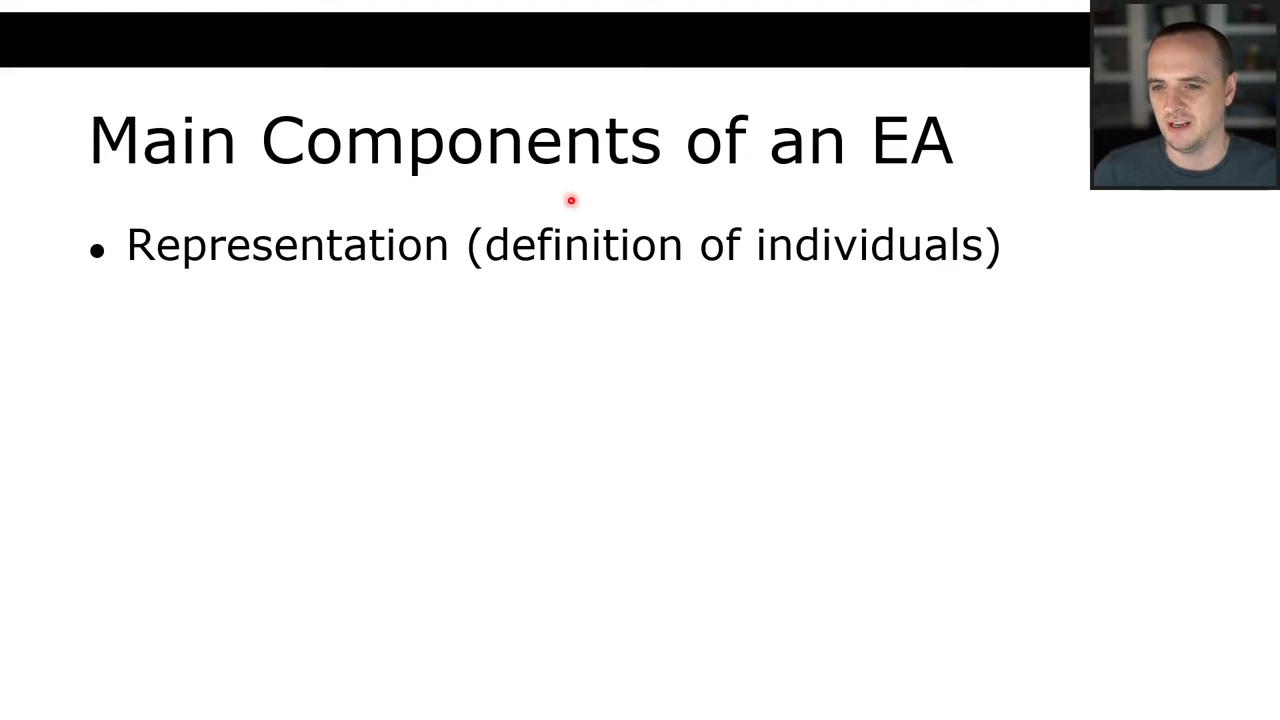 Main Components of an EA
• Representation (definition of individuals)